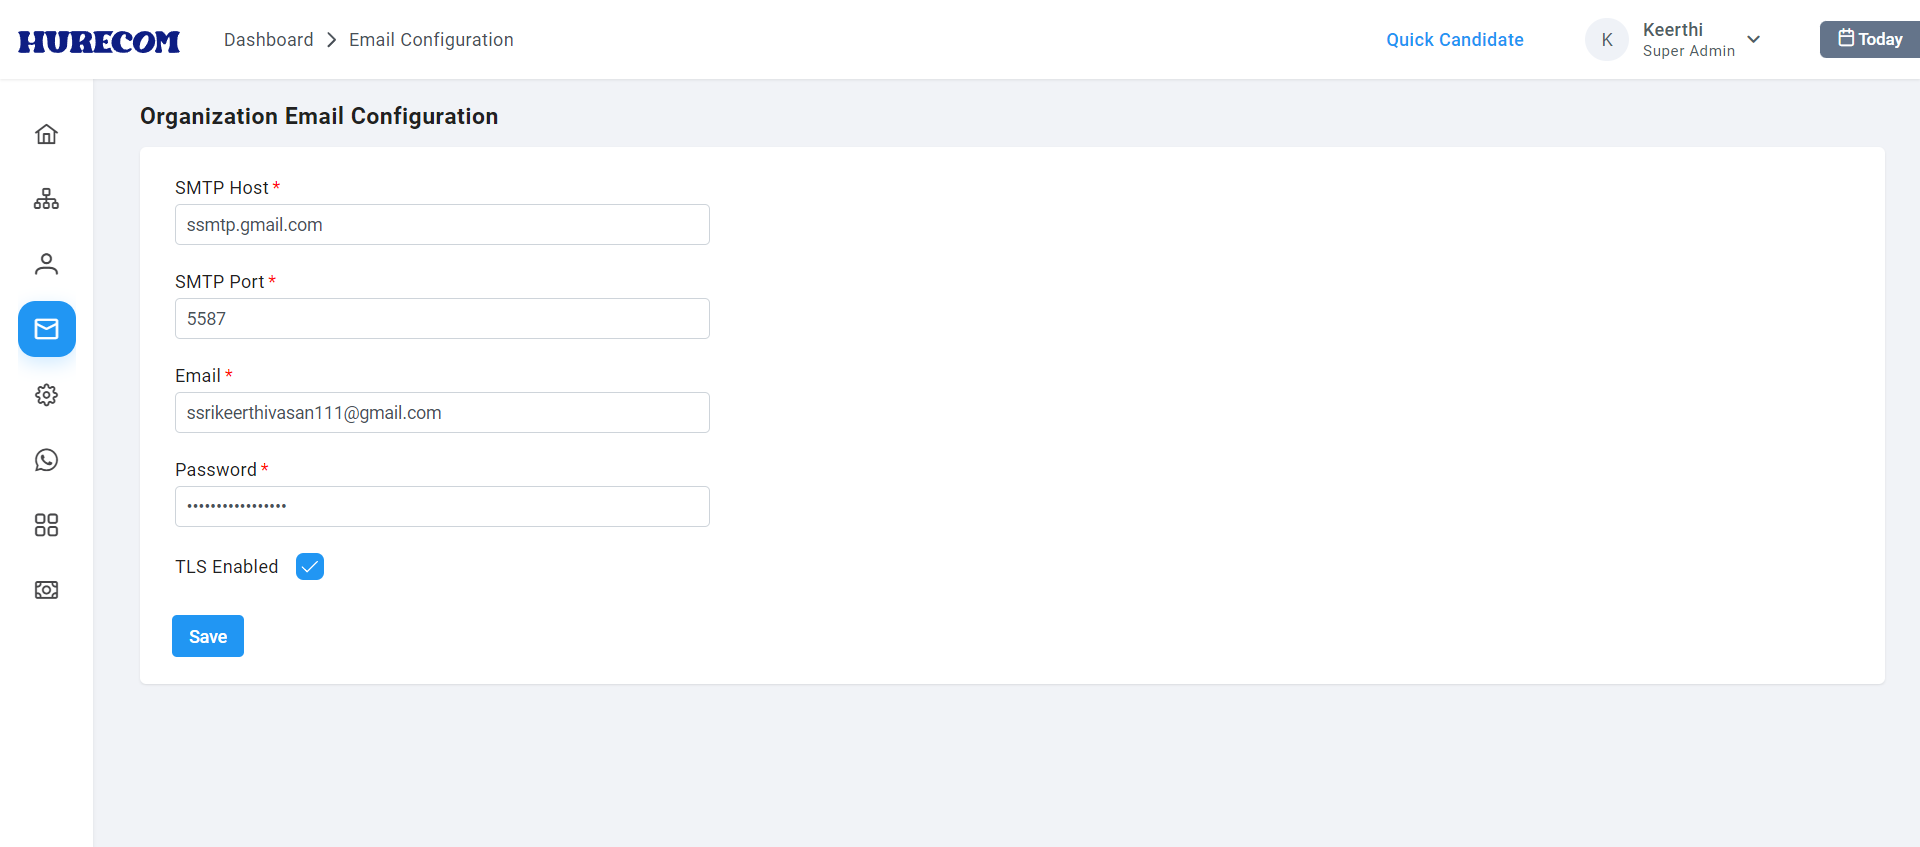 HURECOM
Dashboard > Email Configuration
Quick Candidate
K
Keerthi
Super Admin
Today
Organization Email Configuration
SMTP Host *
ssmtp.gmail.com
SMTP Port *
5587
Email *
ssrikeerthivasan111@gmail.com
Password *
•••••••••••••••••
TLS Enabled
Save